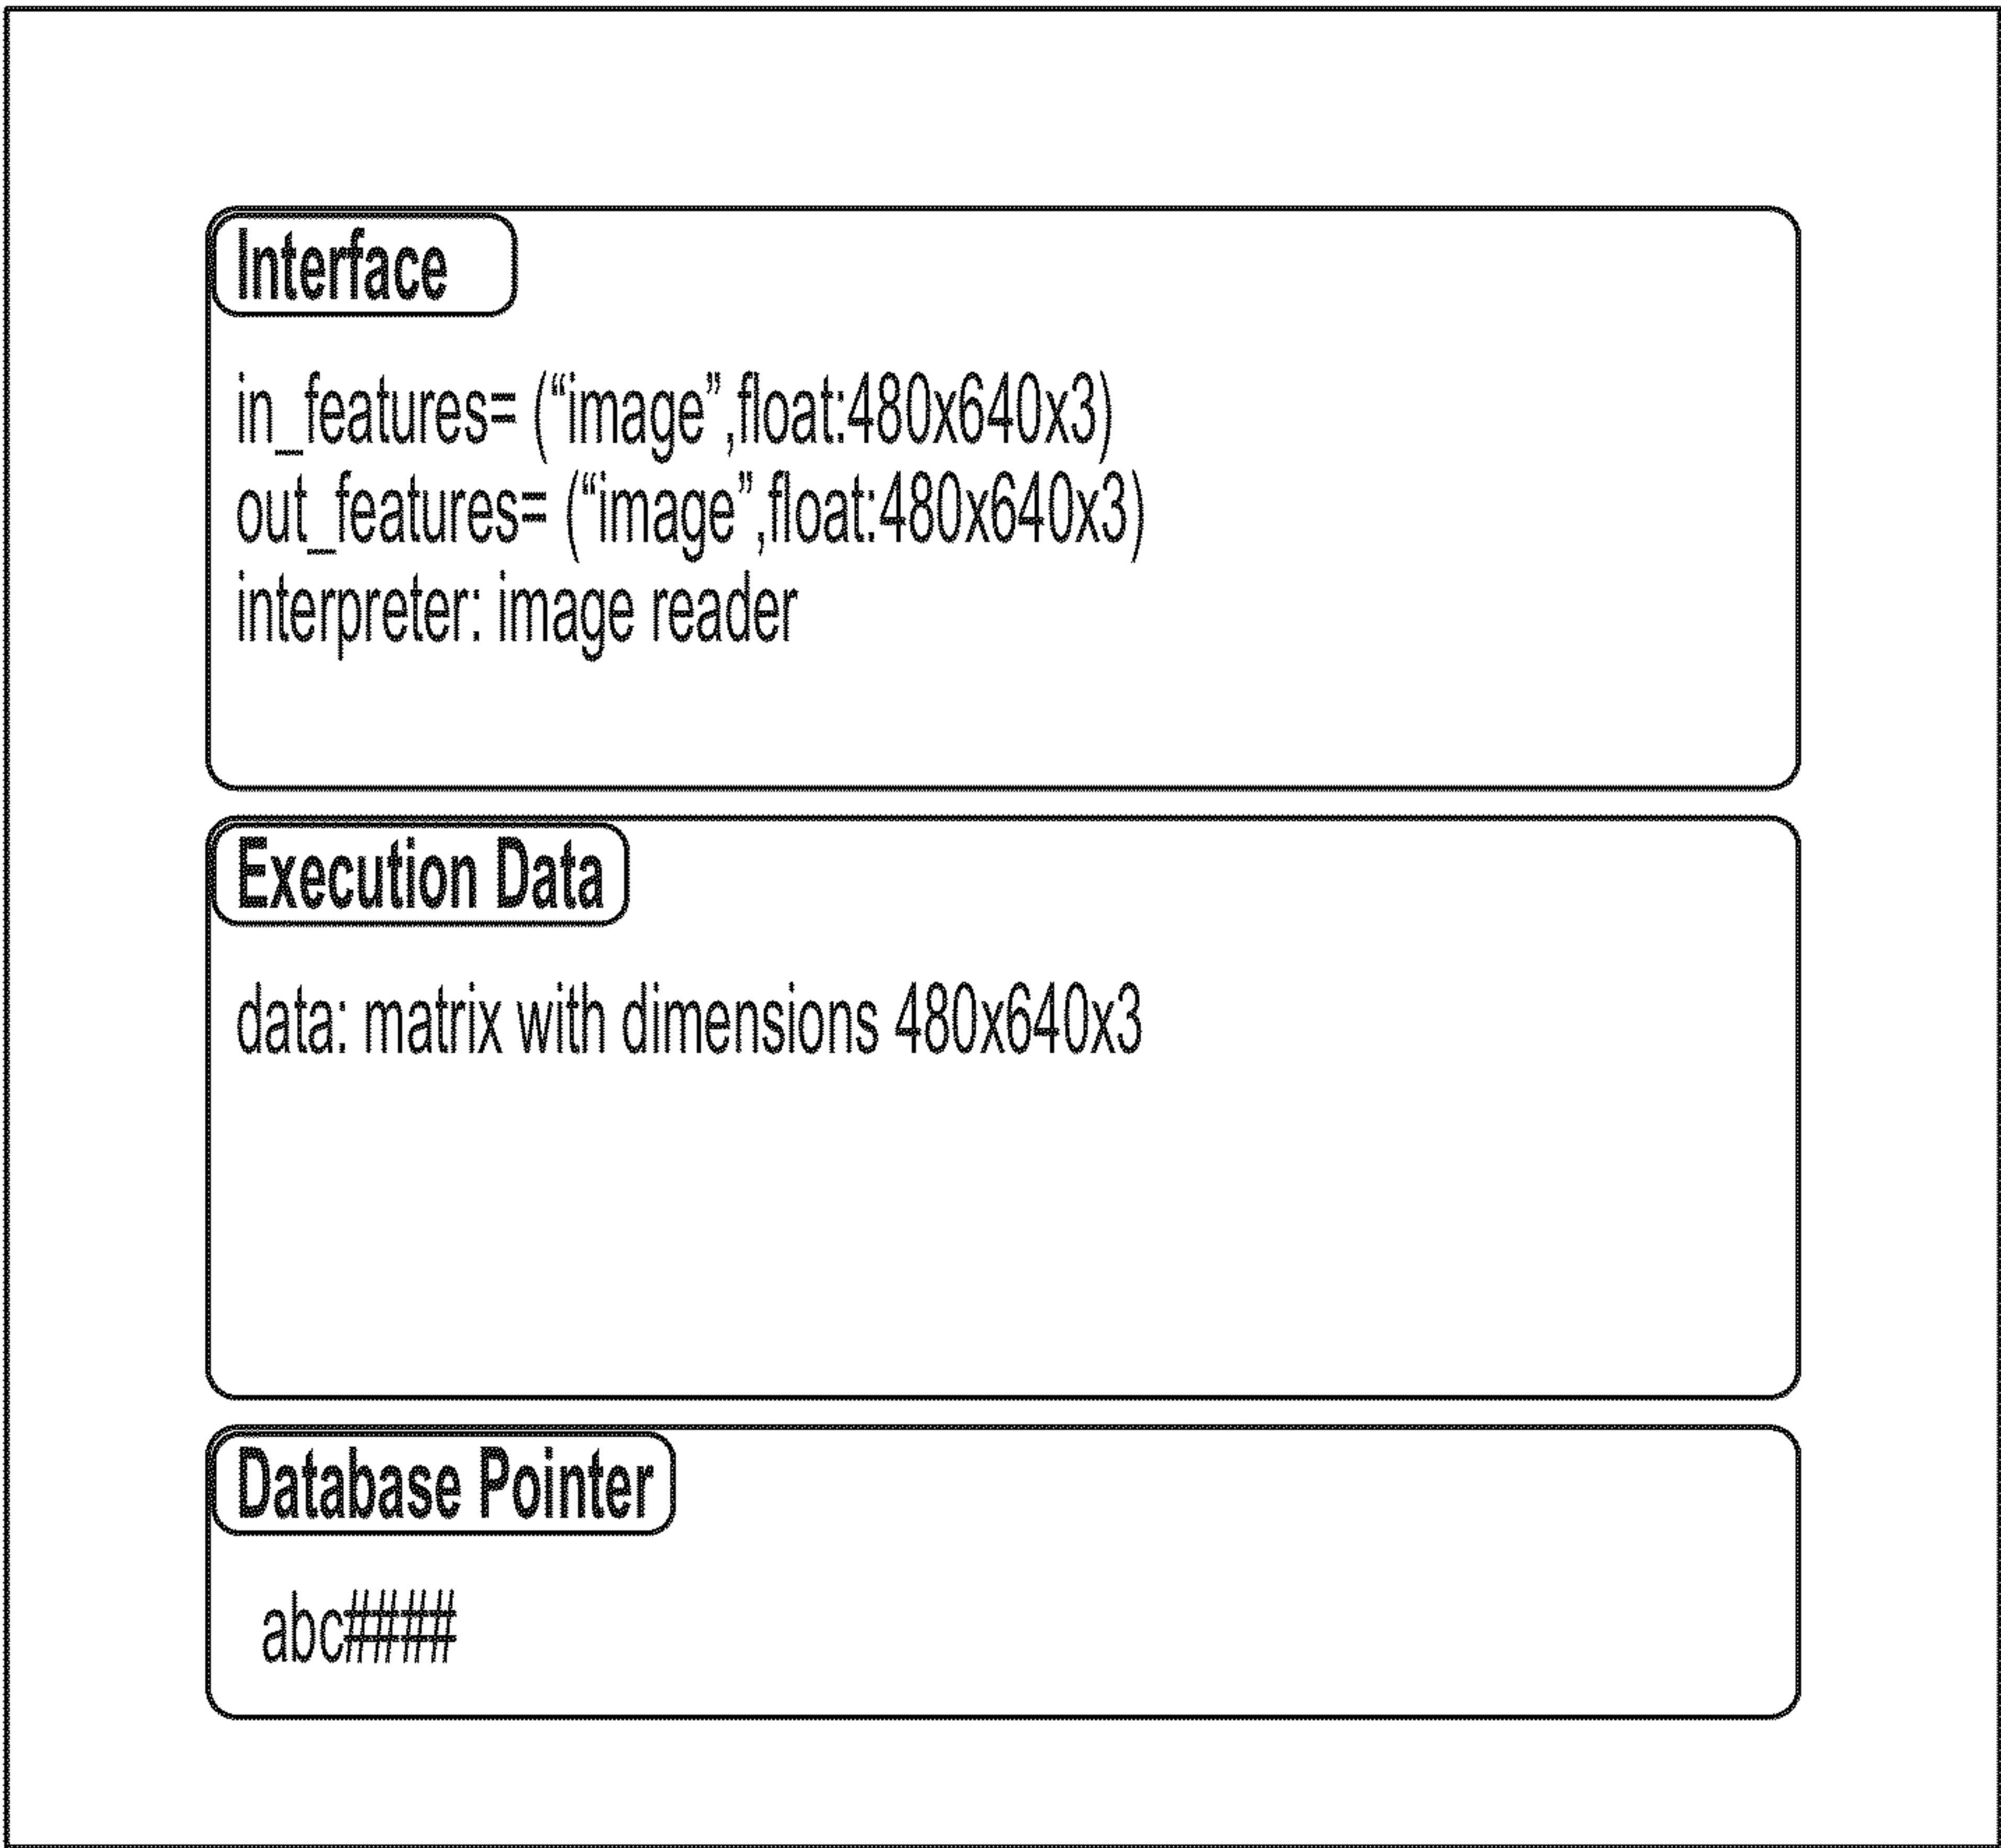 Interface
in_features= (“image”,float:480x640x3)
out_features= (“image”,float:480x640x3)
interpreter: image reader
Execution Data
data: matrix with dimensions 480x640x3
Database Pointer
abc####